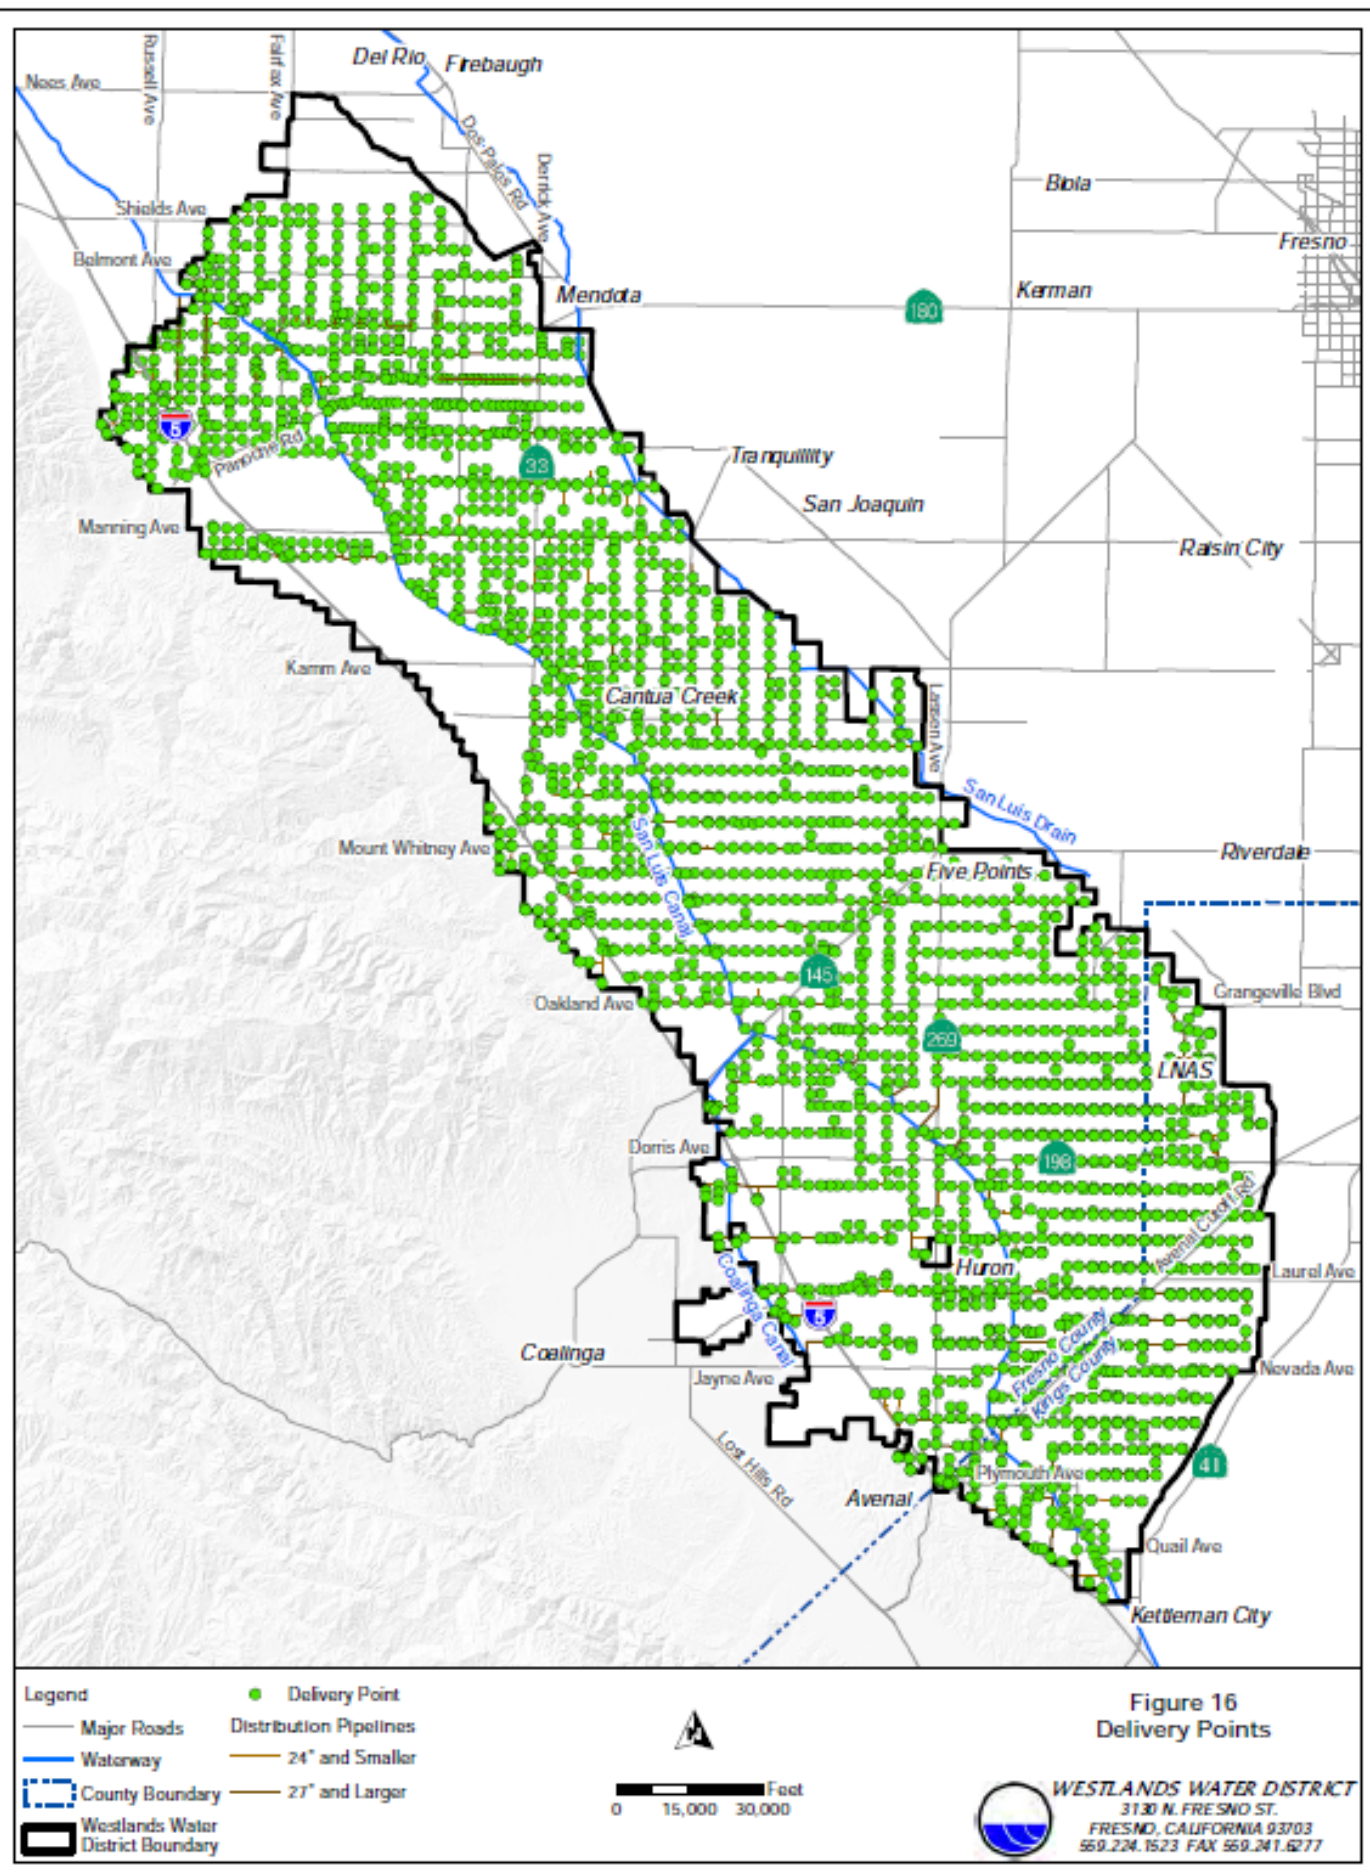 Del Rio
Firebaugh
Nees Ave
Russell Ave
Fairfax Ave
Dos Palos Rd
Derrick Ave
Biola
Shields Ave
Fresno
Belmont Ave
Mendota
Kerman
180
5
Panoche Rd
33
Tranquillity
San Joaquin
Manning Ave
Raisin City
Kamm Ave
Cantua Creek
Lassen Ave
San Luis Drain
Mount Whitney Ave
San Luis Canal
Riverdale
Five Points
145
Oakland Ave
Grangeville Blvd
269
LNAS
Dorris Ave
198
Avenal Cutoff Rd
Huron
Laurel Ave
Coalinga Canal
5
Fresno County
Kings County
Coalinga
Jayne Ave
Nevada Ave
Lost Hills Rd
41
Plymouth Ave
Avenal
Quail Ave
Kettleman City
Legend
Major Roads
Waterway
County Boundary
Westlands Water
District Boundary
Delivery Point
Distribution Pipelines
24" and Smaller
27" and Larger
Feet
0 15,000 30,000
Figure 16
Delivery Points
WESTLANDS WATER DISTRICT
3130 N. FRESNO ST.
FRESNO, CALIFORNIA 93703
559.224.1523 FAX 559.241.6277